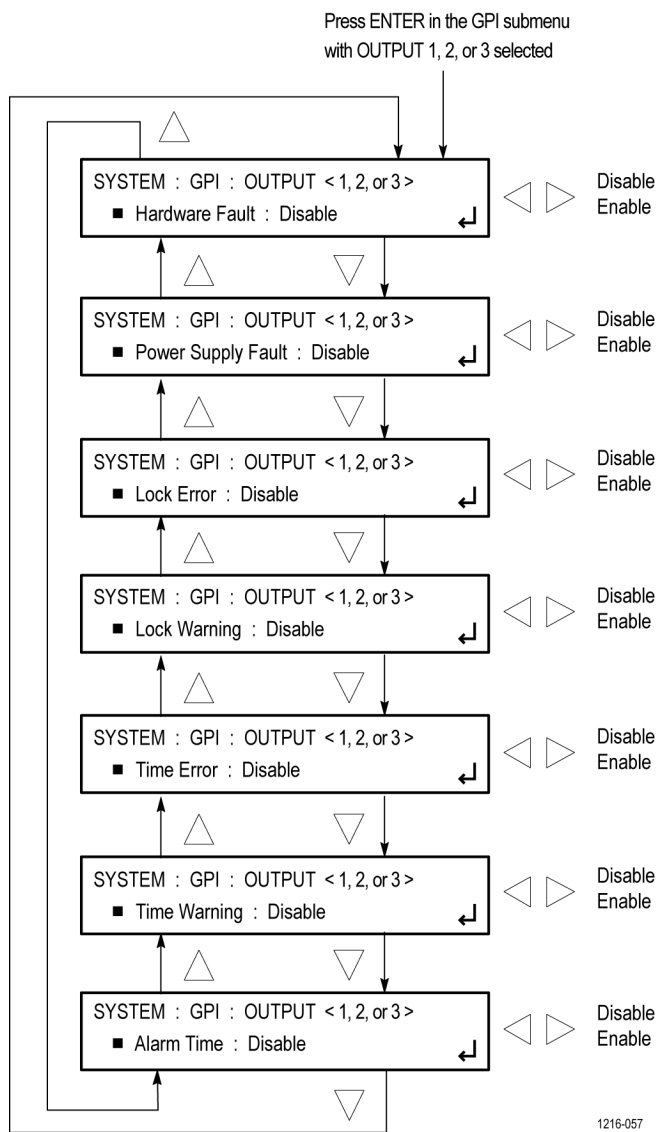 Press ENTER in the GPI submenu
with OUTPUT 1, 2, or 3 selected
SYSTEM : GPI : OUTPUT < 1, 2, or 3 >
■ Hardware Fault : Disable
Disable
Enable
SYSTEM : GPI : OUTPUT < 1, 2, or 3 >
■ Power Supply Fault : Disable
Disable
Enable
SYSTEM : GPI : OUTPUT < 1, 2, or 3 >
■ Lock Error : Disable
Disable
Enable
SYSTEM : GPI : OUTPUT < 1, 2, or 3 >
■ Lock Warning : Disable
Disable
Enable
SYSTEM : GPI : OUTPUT < 1, 2, or 3 >
■ Time Error : Disable
Disable
Enable
SYSTEM : GPI : OUTPUT < 1, 2, or 3 >
■ Time Warning : Disable
Disable
Enable
SYSTEM : GPI : OUTPUT < 1, 2, or 3 >
■ Alarm Time : Disable
Disable
Enable
1216-057